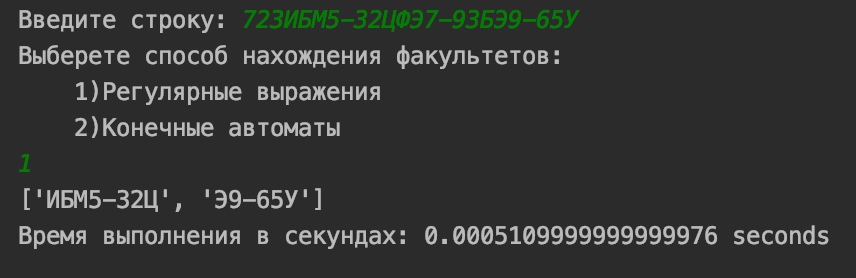 Введите строку: 723ИБМ5-32ЦФЭ7-93БЭ9-65У
Выберете способ нахождения факультетов:
1)Регулярные выражения
2)Конечные автоматы
1
['ИБМ5-32Ц', 'Э9-65У']
Время выполнения в секундах: 0.0005109999999999976 seconds